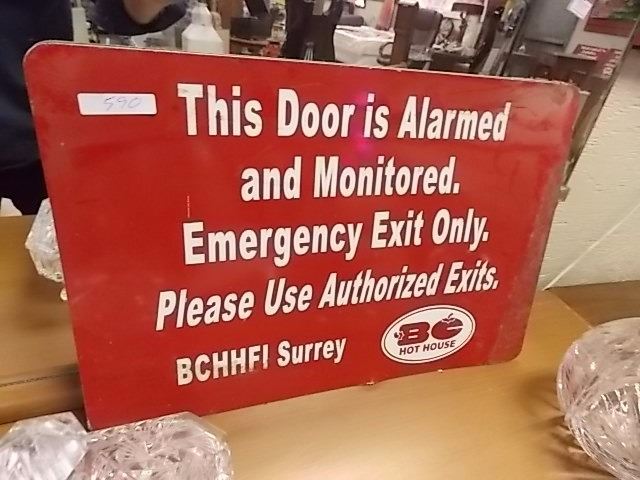 590
This Door is Alarmed
and Monitored.
Emergency Exit Only.
Please Use Authorized Exits.
BCHHFI Surrey
BC
HOT HOUSE